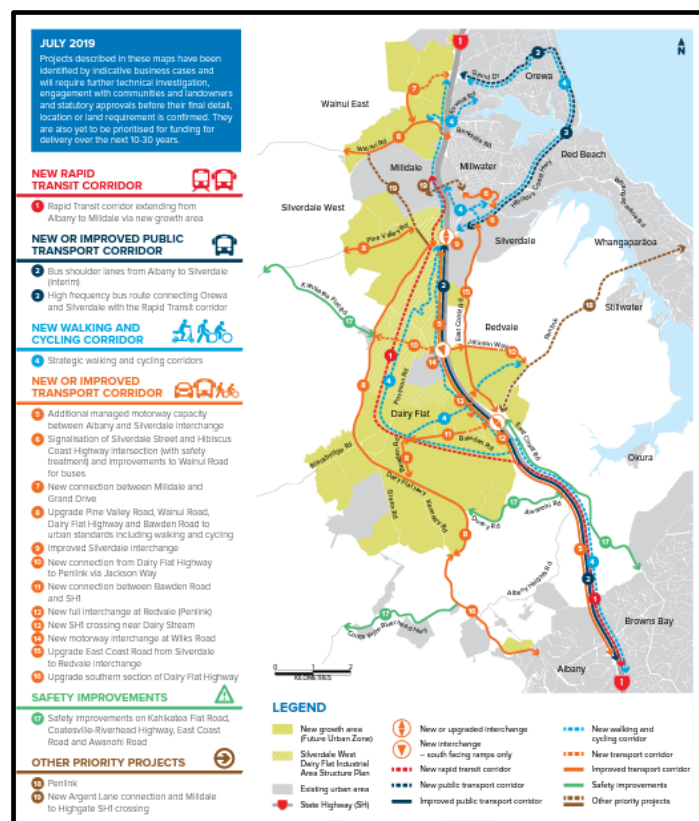 JULY 2019
Projects described in these maps have been
identified by indicative business cases and
will require further technical investigation,
engagement with communities and landowners
and statutory approvals before their final detail,
location or land requirement is confirmed. They
are also yet to be prioritised for funding for
delivery over the next 10-30 years.
NEW RAPID
TRANSIT CORRIDOR
1 Rapid Transit corridor extending from
Albany to Milldale via new growth area
NEW OR IMPROVED PUBLIC
TRANSPORT CORRIDOR
2 Bus shoulder lanes from Albany to Silverdale
(interim)
3 High frequency bus route connecting Orewa
and Silverdale with the Rapid Transit corridor
NEW WALKING AND
CYCLING CORRIDOR
4 Strategic walking and cycling corridors
NEW OR IMPROVED
TRANSPORT CORRIDOR
5 Additional managed motorway capacity
between Albany and Silverdale interchange
6 Signalisation of Silverdale Street and Hibiscus
Coast Highway intersection (with safety
treatment) and improvements to Wainui Road
for buses
7 New connection between Milldale and
Grand Drive
8 Upgrade Pine Valley Road, Wainui Road,
Dairy Flat Highway and Bawden Road to
urban standards including walking and cycling
9 Improved Silverdale interchange
10 New connection from Dairy Flat Highway
to Penlink via Jackson Way
11 New connection between Bawden Road
and SH1
12 New full interchange at Redvale (Penlink)
13 New SH1 crossing near Dairy Stream
14 New motorway interchange at Wilks Road
15 Upgrade East Coast Road from Silverdale
to Redvale interchange
16 Upgrade southern section of Dairy Flat Highway
SAFETY IMPROVEMENTS
17 Safety improvements on Kahikatea Flat Road,
Coatesville-Riverhead Highway, East Coast
Road and Awanohi Road
OTHER PRIORITY PROJECTS
18 Penlink
19 New Argent Lane connection and Milldale
to Highgate SH1 crossing
1
N
Grand Dr
Orewa
Wainui East
Wainui Rd
Milldale
Millwater
Red Beach
Hibiscus Coast Hwy
Silverdale West
Pine Valley Rd
Silverdale
Whangaparāoa
Stillwater
Kahikatea Flat Rd
East Coast Rd
Redvale
Penlink
Jackson Way
Postman Rd
Dairy Flat
Bawden Rd
East Coast Rd
Okura
Dairy Flat Hwy
Kennedy Rd
Green Rd
Awanohi Rd
Albany Heights Rd
Coatesville-Riverhead Hwy
Browns Bay
Albany
1
0 1 2
KILOMETRES
LEGEND
New growth area
(Future Urban Zone)
Silverdale West
Dairy Flat Industrial
Area Structure Plan
Existing urban area
State Highway (SH)
New or upgraded interchange
New interchange
– south facing ramps only
New rapid transit corridor
New public transport corridor
Improved public transport corridor
New walking and
cycling corridor
New transport corridor
Improved transport corridor
Safety improvements
Other priority projects